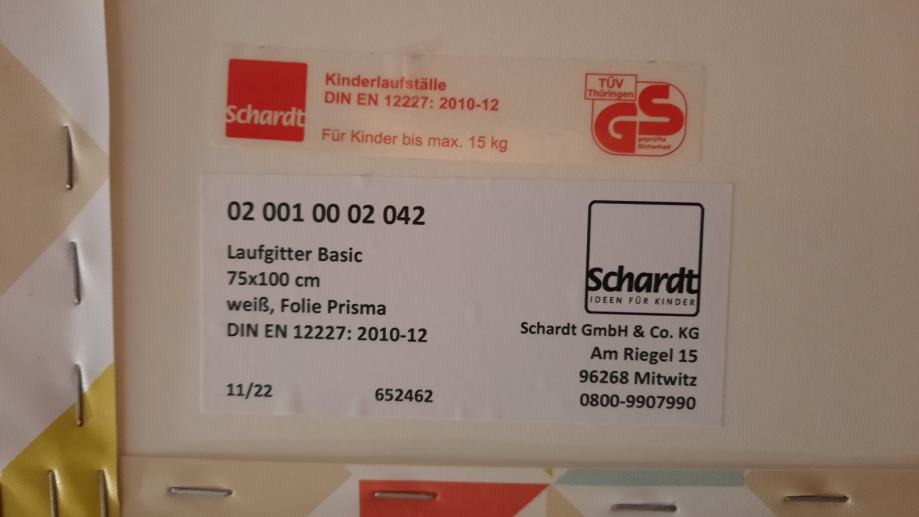 Schardt
Kinderlaufställe
DIN EN 12227: 2010-12
Für Kinder bis max. 15 kg
TÜV
Thüringen
GS
geprüfte
Sicherheit
02 001 00 02 042
Laufgitter Basic
75x100 cm
weiß, Folie Prisma
DIN EN 12227: 2010-12
11/22
652462
Schardt
IDEEN FÜR KINDER
Schardt GmbH & Co. KG
Am Riegel 15
96268 Mitwitz
0800-9907990